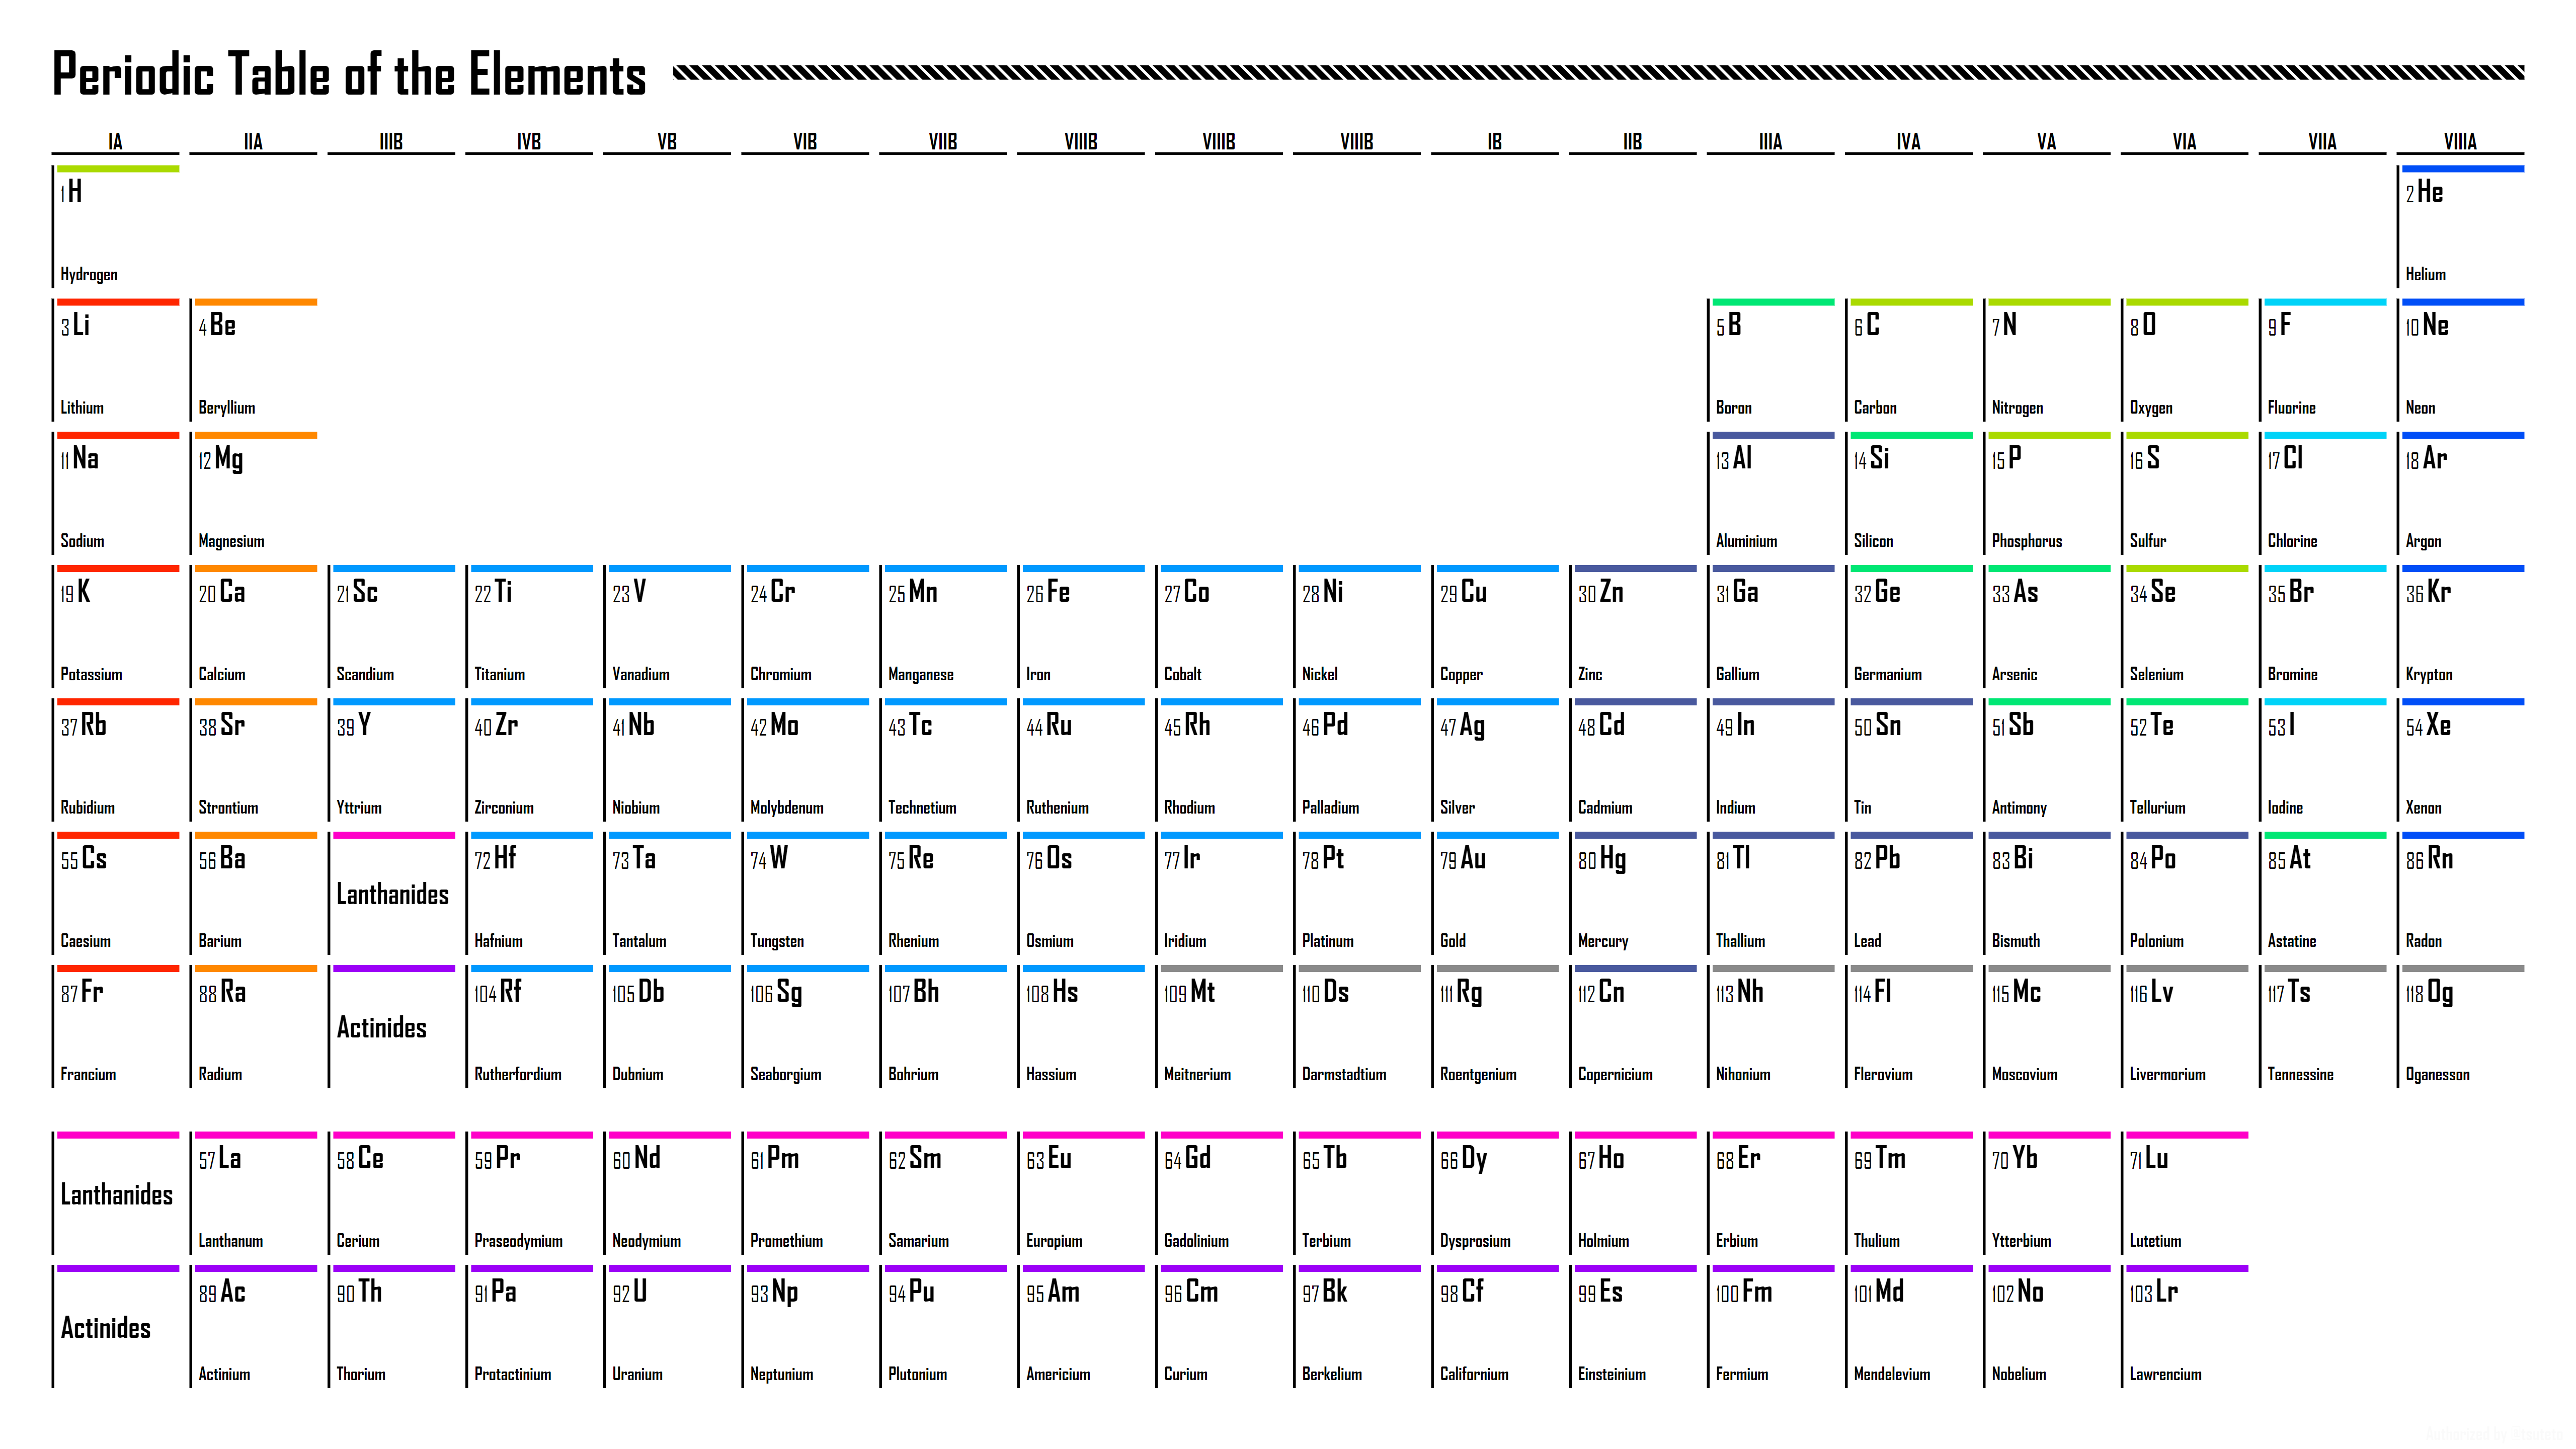 Periodic Table of the Elements
IA IIA IIIB IVB VB VIB VIIB VIIIB VIIIB VIIIB IB IIB IIIA IVA VA VIA VIIA VIIIA
1 H 2 He
Hydrogen Helium
3 Li 4 Be 5 B 6 C 7 N 8 O 9 F 10 Ne
Lithium Beryllium Boron Carbon Nitrogen Oxygen Fluorine Neon
11 Na 12 Mg 13 Al 14 Si 15 P 16 S 17 Cl 18 Ar
Sodium Magnesium Aluminium Silicon Phosphorus Sulfur Chlorine Argon
19 K 20 Ca 21 Sc 22 Ti 23 V 24 Cr 25 Mn 26 Fe 27 Co 28 Ni 29 Cu 30 Zn 31 Ga 32 Ge 33 As 34 Se 35 Br 36 Kr
Potassium Calcium Scandium Titanium Vanadium Chromium Manganese Iron Cobalt Nickel Copper Zinc Gallium Germanium Arsenic Selenium Bromine Krypton
37 Rb 38 Sr 39 Y 40 Zr 41 Nb 42 Mo 43 Tc 44 Ru 45 Rh 46 Pd 47 Ag 48 Cd 49 In 50 Sn 51 Sb 52 Te 53 I 54 Xe
Rubidium Strontium Yttrium Zirconium Niobium Molybdenum Technetium Ruthenium Rhodium Palladium Silver Cadmium Indium Tin Antimony Tellurium Iodine Xenon
55 Cs 56 Ba 72 Hf 73 Ta 74 W 75 Re 76 Os 77 Ir 78 Pt 79 Au 80 Hg 81 Tl 82 Pb 83 Bi 84 Po 85 At 86 Rn
Lanthanides
Caesium Barium Hafnium Tantalum Tungsten Rhenium Osmium Iridium Platinum Gold Mercury Thallium Lead Bismuth Polonium Astatine Radon
87 Fr 88 Ra 104 Rf 105 Db 106 Sg 107 Bh 108 Hs 109 Mt 110 Ds 111 Rg 112 Cn 113 Nh 114 Fl 115 Mc 116 Lv 117 Ts 118 Og
Actinides
Francium Radium Rutherfordium Dubnium Seaborgium Bohrium Hassium Meitnerium Darmstadtium Roentgenium Copernicium Nihonium Flerovium Moscovium Livermorium Tennessine Oganesson
57 La 58 Ce 59 Pr 60 Nd 61 Pm 62 Sm 63 Eu 64 Gd 65 Tb 66 Dy 67 Ho 68 Er 69 Tm 70 Yb 71 Lu
Lanthanides
Lanthanum Cerium Praseodymium Neodymium Promethium Samarium Europium Gadolinium Terbium Dysprosium Holmium Erbium Thulium Ytterbium Lutetium
89 Ac 90 Th 91 Pa 92 U 93 Np 94 Pu 95 Am 96 Cm 97 Bk 98 Cf 99 Es 100 Fm 101 Md 102 No 103 Lr
Actinides
Actinium Thorium Protactinium Uranium Neptunium Plutonium Americium Curium Berkelium Californium Einsteinium Fermium Mendelevium Nobelium Lawrencium